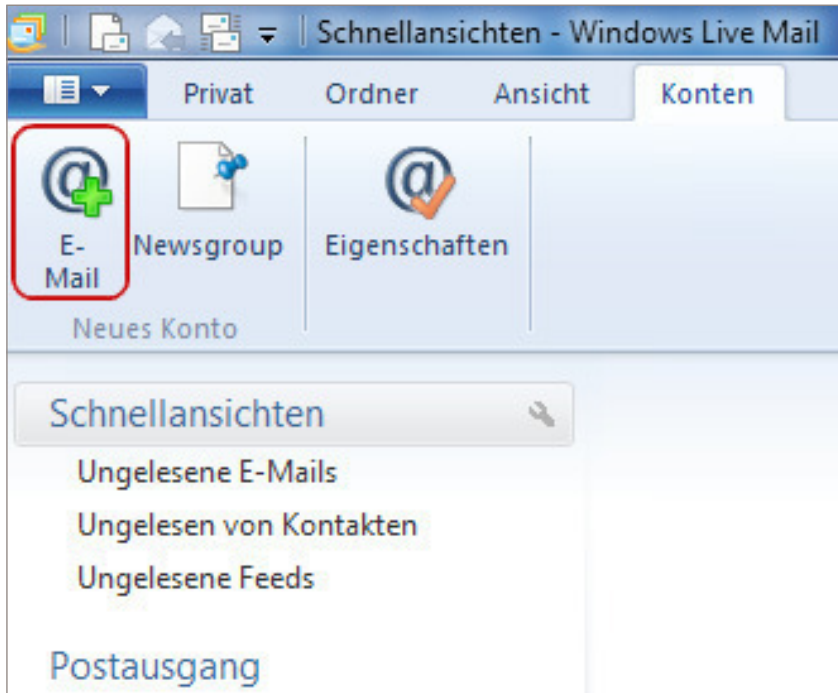 Schnellansichten - Windows Live Mail
Privat Ordner Ansicht Konten
E-
Mail
Newsgroup
Eigenschaften
Neues Konto
Schnellansichten
Ungelesene E-Mails
Ungelesen von Kontakten
Ungelesene Feeds
Postausgang